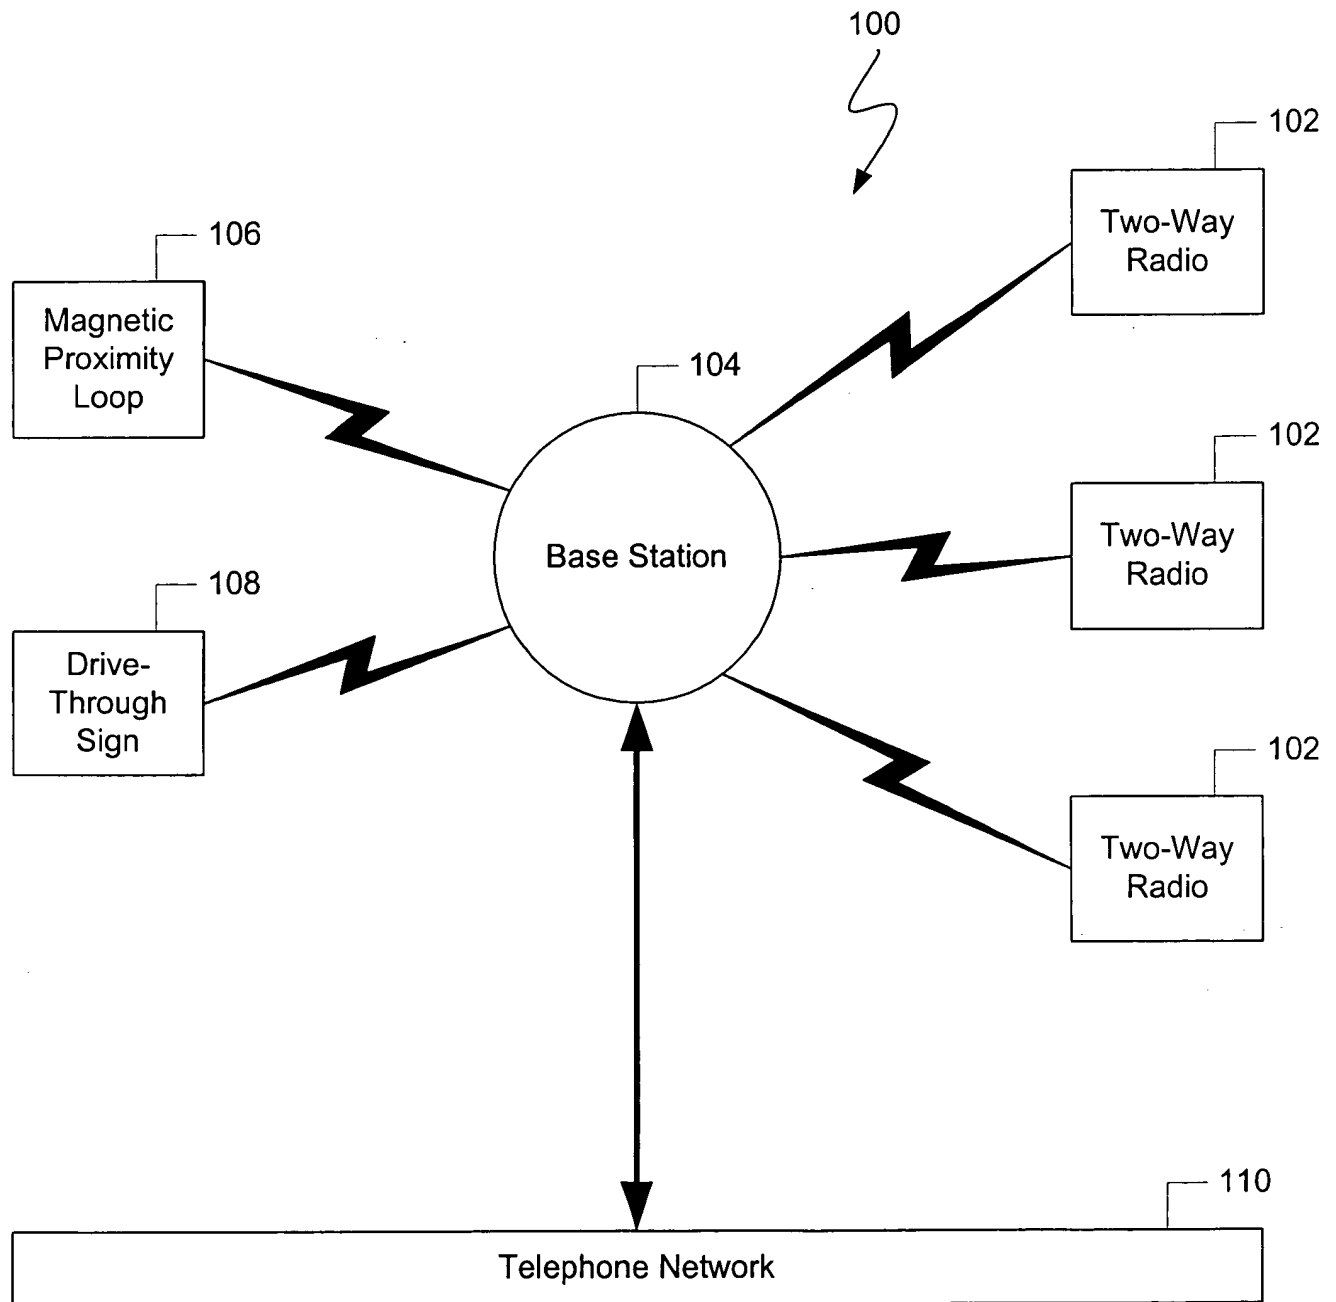 100
102
Two-Way
Radio
106
Magnetic
Proximity
Loop
104
Base Station
102
Two-Way
Radio
108
Drive-
Through
Sign
102
Two-Way
Radio
110
Telephone Network